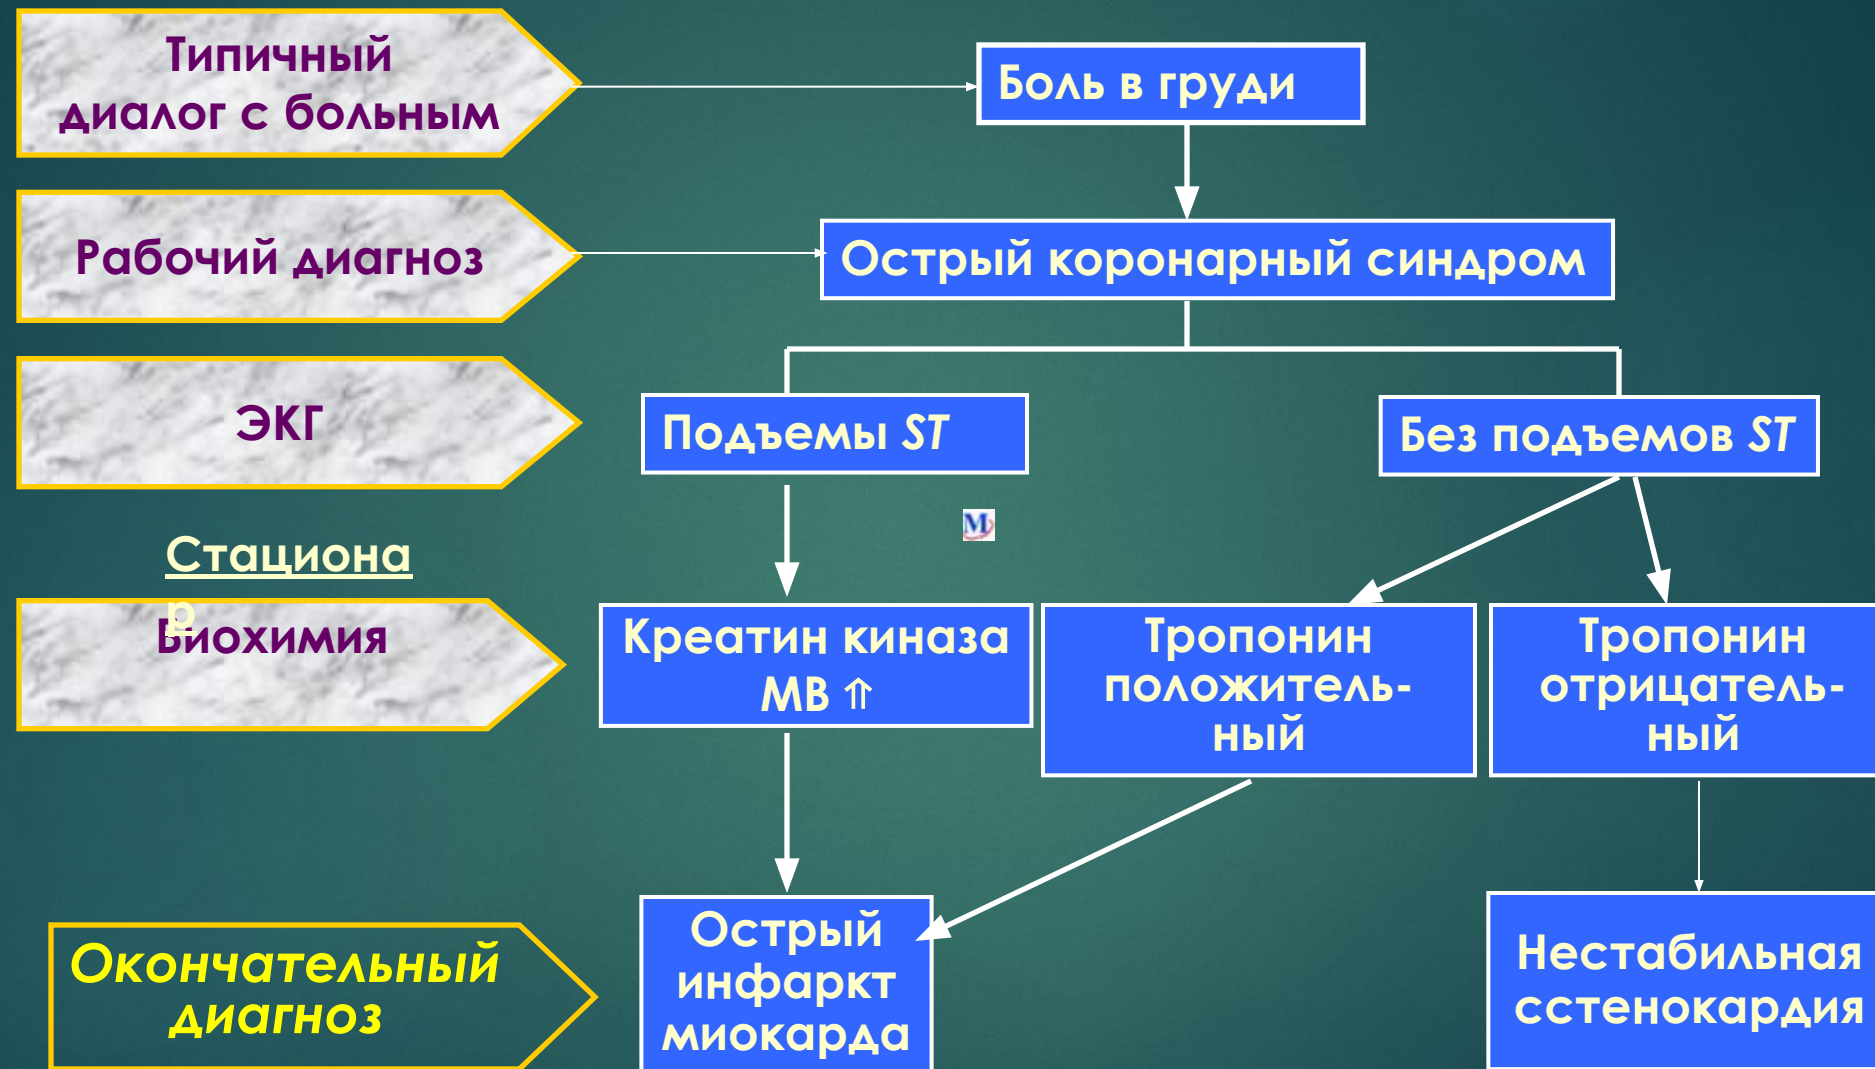 Типичный
диалог с больным
Боль в груди
Рабочий диагноз
Острый коронарный синдром
ЭКГ
Подъемы ST
Без подъемов ST
М
Стациона
р
Биохимия
Креатин киназа
МВ ⇑
Тропонин
положитель-
ный
Тропонин
отрицатель-
ный
Окончательный
диагноз
Острый
инфаркт
миокарда
Нестабильная
сстенокардия